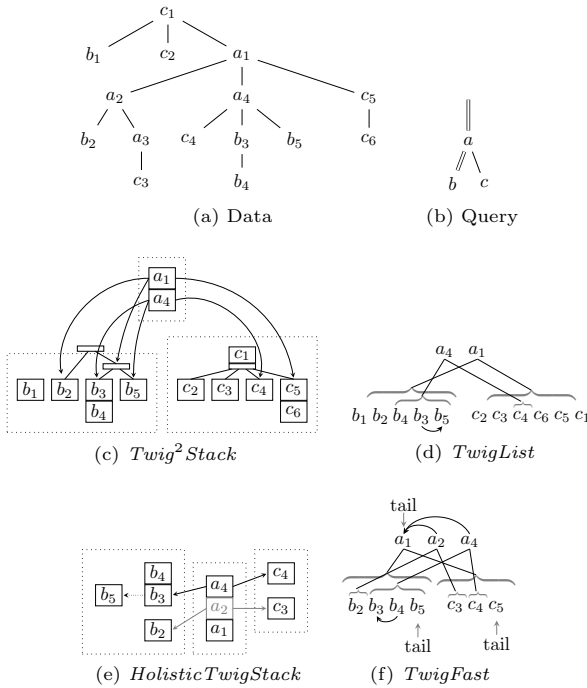 c1
b1 c2 a1
a2 a4 c5
b2 a3 c4 b3 b5 c6
c3 b4
a
b c
(a) Data (b) Query
a1
a4
c1
b1 b2 b3 b5 c2 c3 c4 c5
b4 c6
(c) Twig²Stack
a4 a1
b1 b2 b4 b3 b5 c2 c3 c4 c6 c5 c1
(d) TwigList
b4 a4 c4
b5 b3 a2 c3
b2 a1
(e) HolisticTwigStack
tail
a1 a2 a4
b2 b3 b4 b5 c3 c4 c5
tail tail
(f) TwigFast